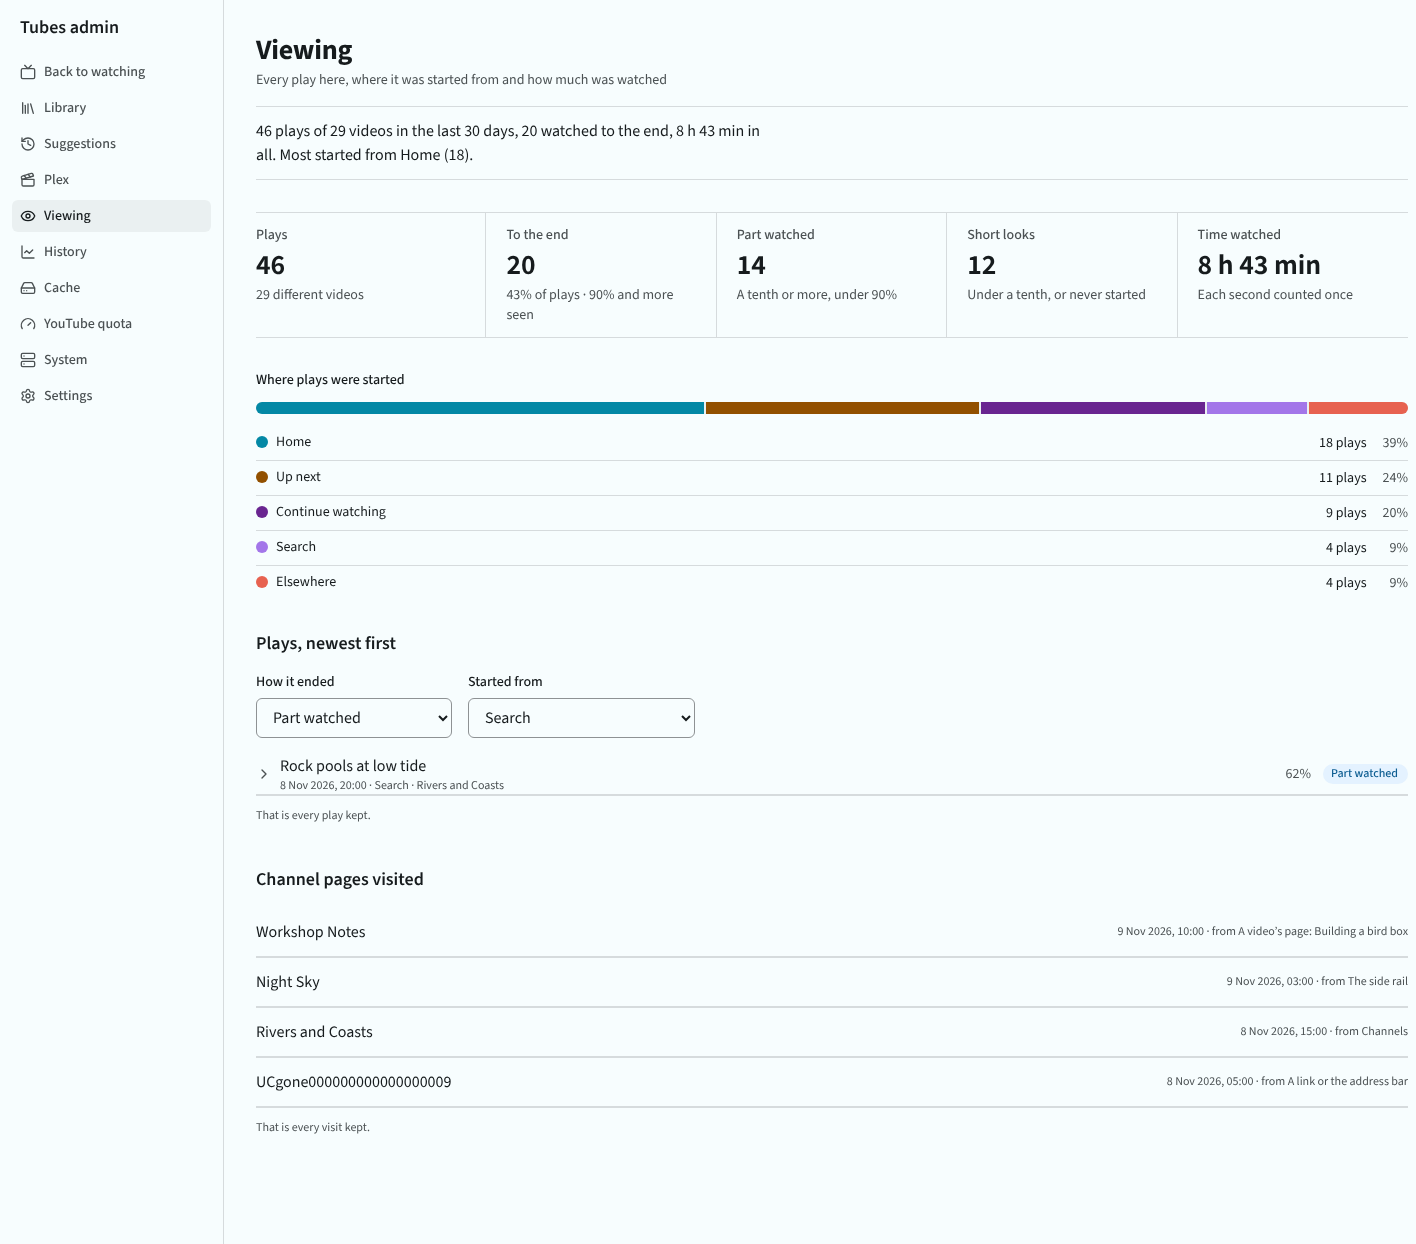 Tubes admin
Back to watching
Library
Suggestions
Plex
Viewing
History
Cache
YouTube quota
System
Settings
Viewing
Every play here, where it was started from and how much was watched
46 plays of 29 videos in the last 30 days, 20 watched to the end, 8 h 43 min in
all. Most started from Home (18).
Plays
46
29 different videos
To the end
20
43% of plays · 90% and more
seen
Part watched
14
A tenth or more, under 90%
Short looks
12
Under a tenth, or never started
Time watched
8 h 43 min
Each second counted once
Where plays were started
Home 18 plays 39%
Up next 11 plays 24%
Continue watching 9 plays 20%
Search 4 plays 9%
Elsewhere 4 plays 9%
Plays, newest first
How it ended Started from
Part watched Search
Rock pools at low tide
8 Nov 2026, 20:00 · Search · Rivers and Coasts
62% Part watched
That is every play kept.
Channel pages visited
Workshop Notes 9 Nov 2026, 10:00 · from A video’s page: Building a bird box
Night Sky 9 Nov 2026, 03:00 · from The side rail
Rivers and Coasts 8 Nov 2026, 15:00 · from Channels
UCgone000000000000000009 8 Nov 2026, 05:00 · from A link or the address bar
That is every visit kept.